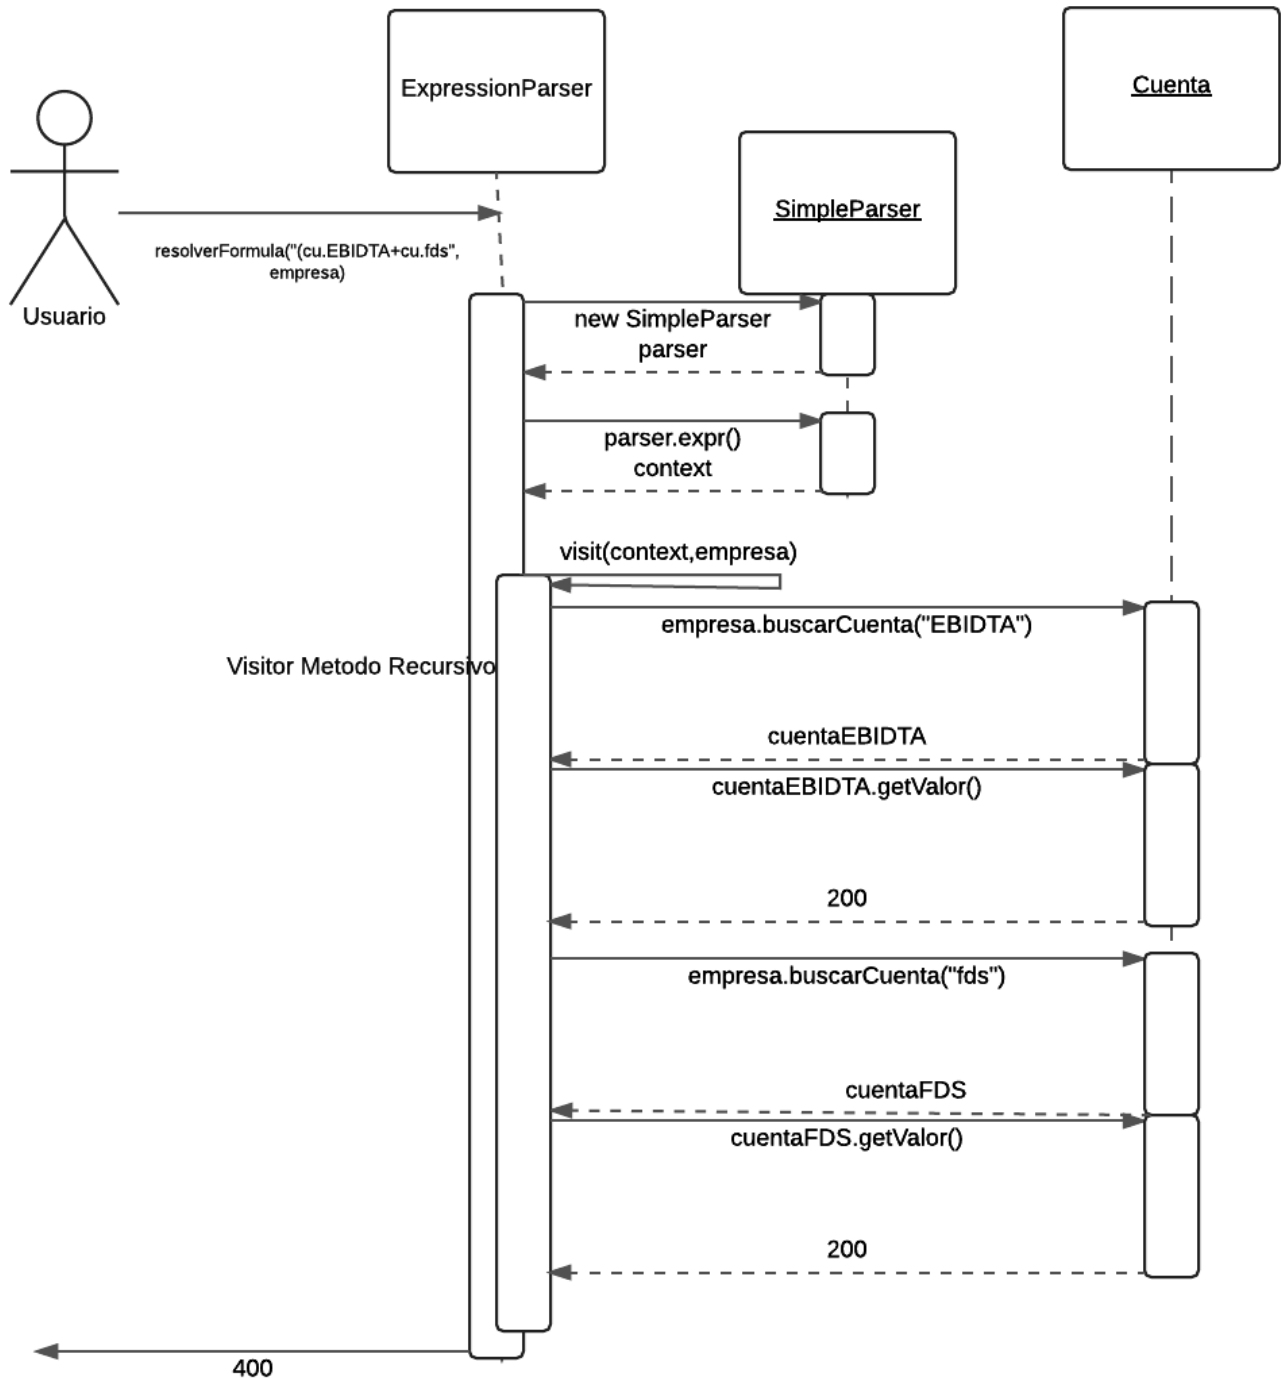 ExpressionParser
Cuenta
SimpleParser
resolverFormula("(cu.EBIDTA+cu.fds",
empresa)
Usuario
new SimpleParser
parser
parser.expr()
context
visit(context,empresa)
empresa.buscarCuenta("EBIDTA")
Visitor Metodo Recursivo
cuentaEBIDTA
cuentaEBIDTA.getValor()
200
empresa.buscarCuenta("fds")
cuentaFDS
cuentaFDS.getValor()
200
400